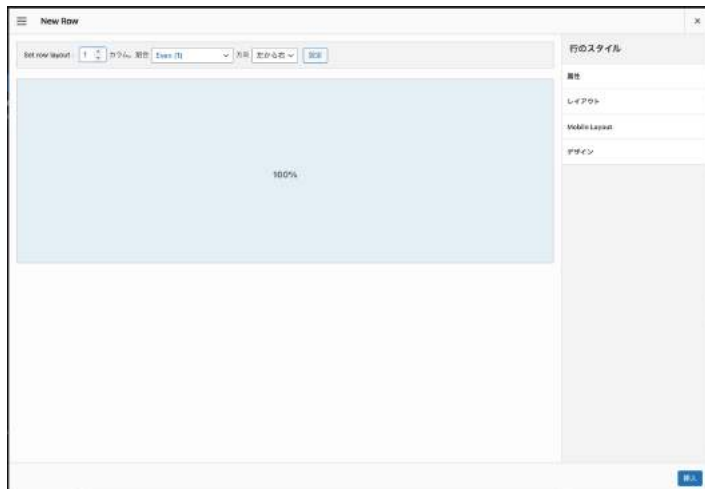 New Row
×
Set row layout : 1 カラム。割合 Even (1) 方向 左から右 設定
行のスタイル
属性
レイアウト
Mobile Layout
デザイン
100%
挿入